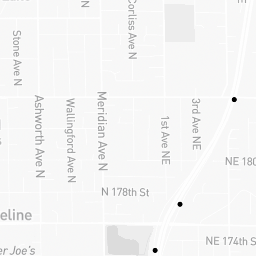 Stone Ave N
Corliss Ave N
Ashworth Ave N
Wallingford Ave N
Meridian Ave N
1st Ave NE
3rd Ave NE
NE 180
N 178th St
eline
NE 174th S
er Joe's